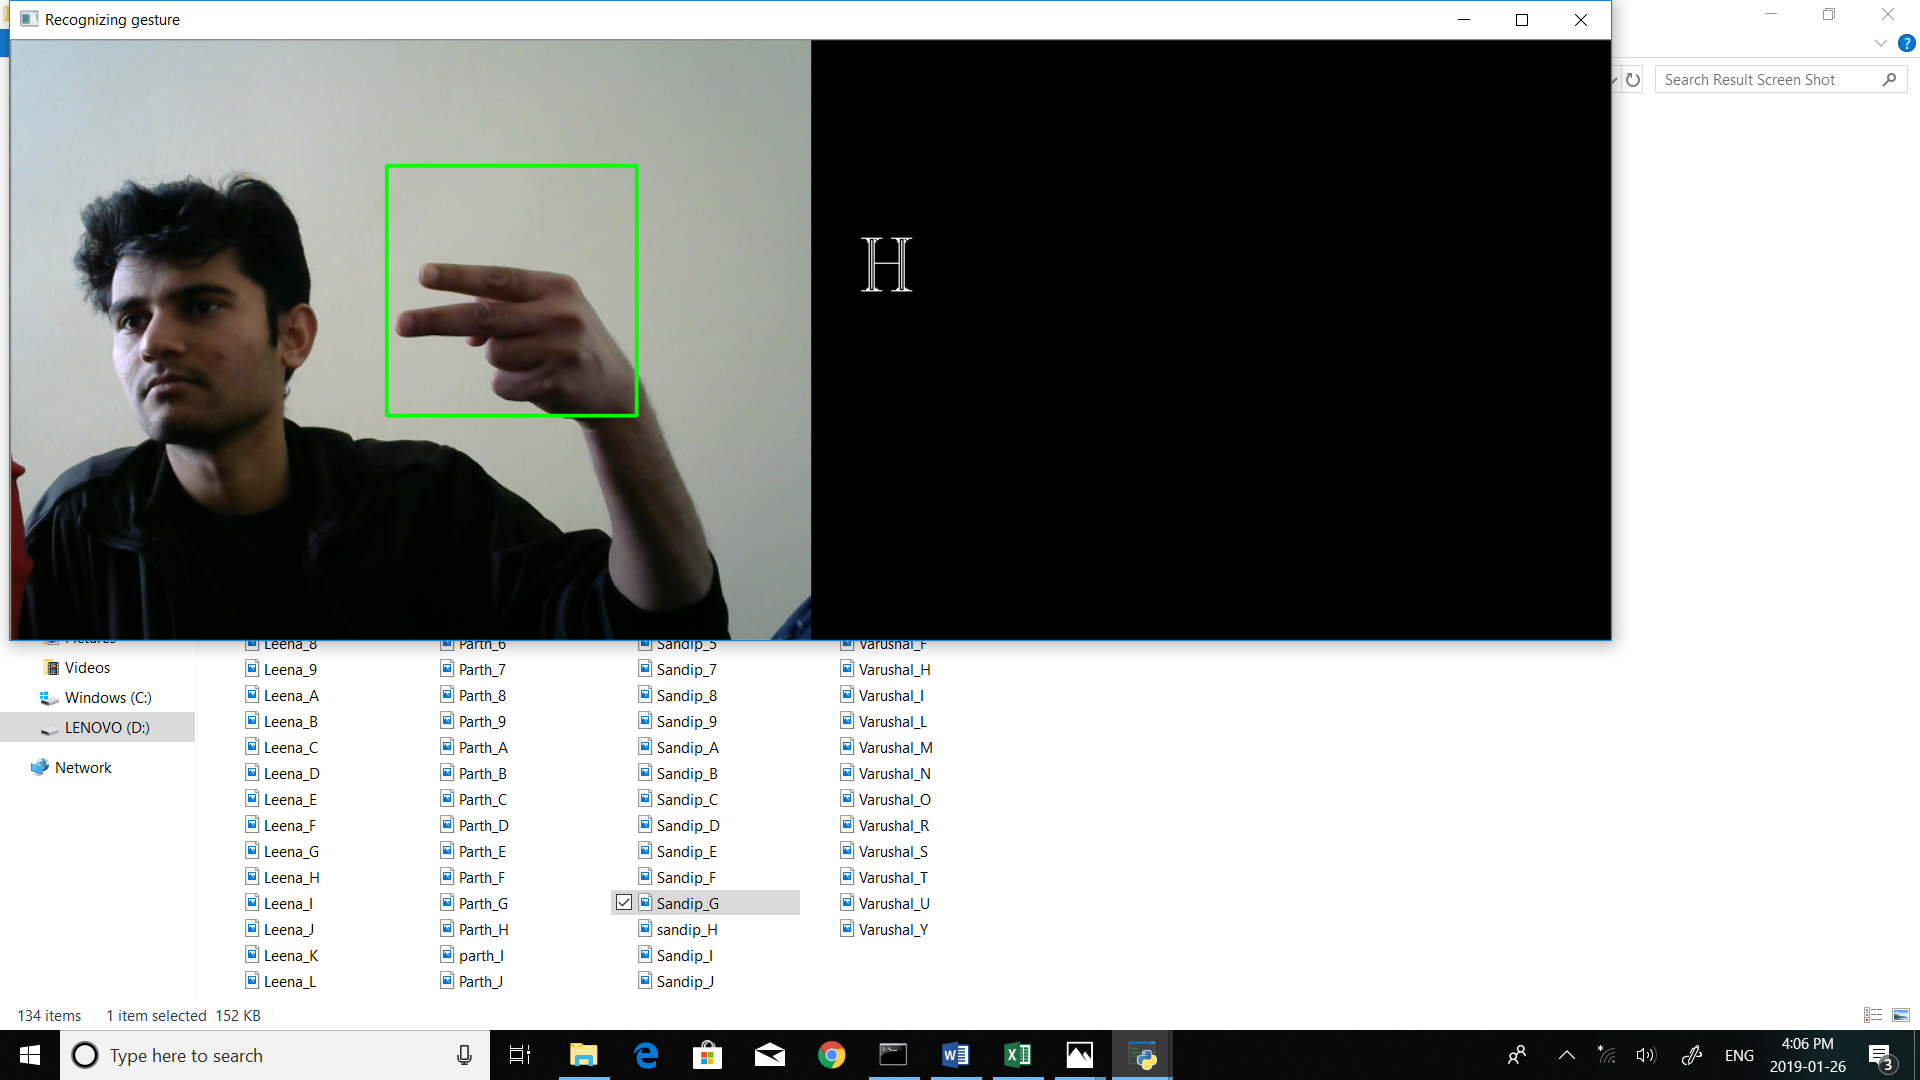 Recognizing gesture
Search Result Screen Shot
H
Videos
Windows (C:)
LENOVO (D:)
Network
Leena_8
Leena_9
Leena_A
Leena_B
Leena_C
Leena_D
Leena_E
Leena_F
Leena_G
Leena_H
Leena_I
Leena_J
Leena_K
Leena_L
Parth_6
Parth_7
Parth_8
Parth_9
Parth_A
Parth_B
Parth_C
Parth_D
Parth_E
Parth_F
Parth_G
Parth_H
parth_I
Parth_J
Sandip_5
Sandip_7
Sandip_8
Sandip_9
Sandip_A
Sandip_B
Sandip_C
Sandip_D
Sandip_E
Sandip_F
Sandip_G
sandip_H
Sandip_I
Sandip_J
Varushal_F
Varushal_H
Varushal_I
Varushal_L
Varushal_M
Varushal_N
Varushal_O
Varushal_R
Varushal_S
Varushal_T
Varushal_U
Varushal_Y
134 items 1 item selected 152 KB
Type here to search
ENG
4:06 PM
2019-01-26
3